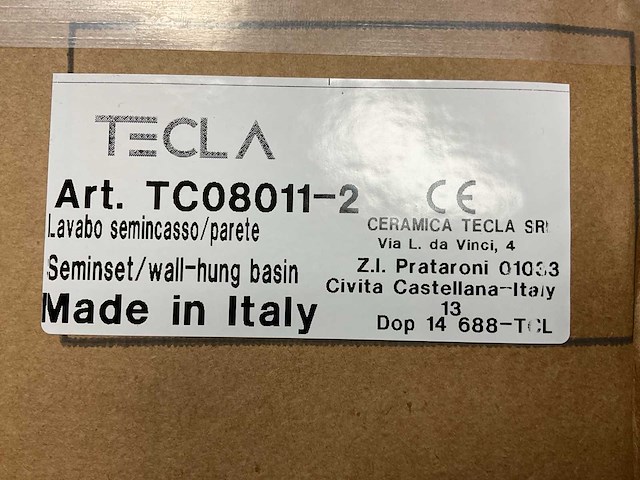 TECLA
Art. TC08011-2
CE
Lavabo semincasso/parete
Seminset/wall-hung basin
Made in Italy
CERAMICA TECLA SRL
Via L. da Vinci, 4
Z.I. Prataroni 01033
Civita Castellana-Italy
13
Dop 14 688-TCL